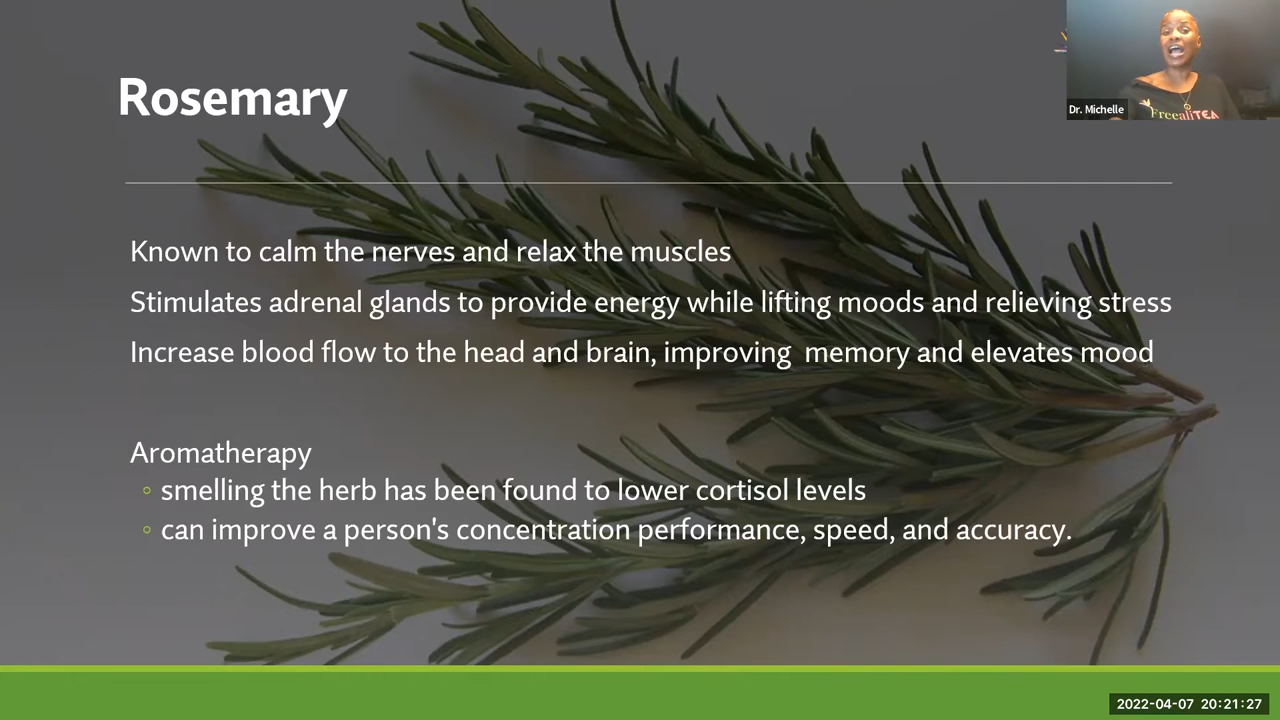 Rosemary
Dr. Michelle
FreealiTEA
Known to calm the nerves and relax the muscles
Stimulates adrenal glands to provide energy while lifting moods and relieving stress
Increase blood flow to the head and brain, improving  memory and elevates mood
Aromatherapy
◦ smelling the herb has been found to lower cortisol levels
◦ can improve a person's concentration performance, speed, and accuracy.
2022-04-07 20:21:27